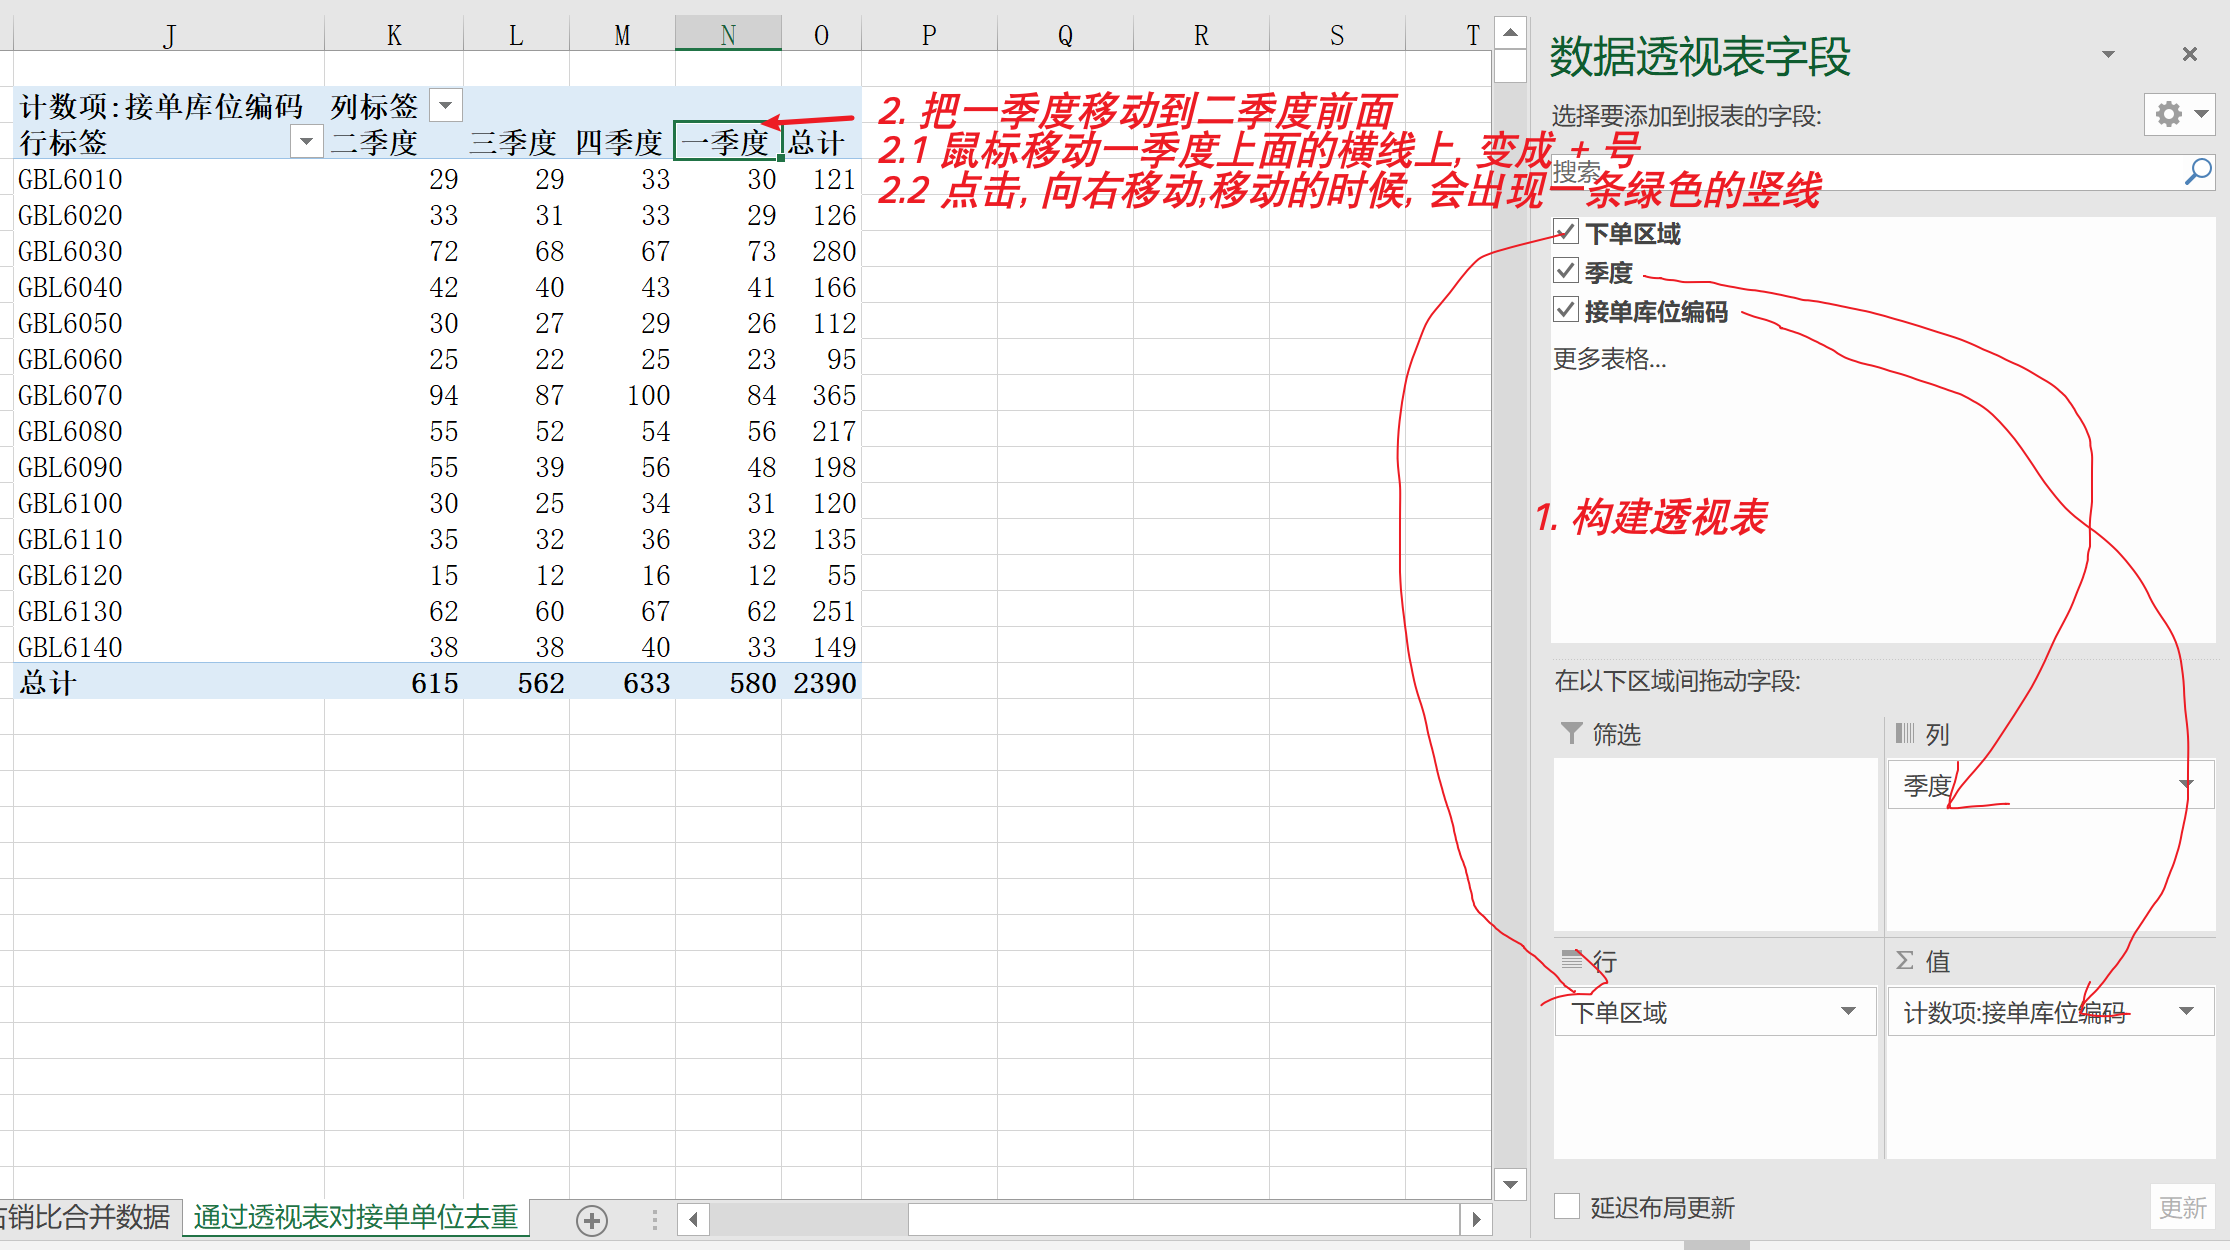 J K L M N O P Q R S T
计数项:接单库位编码 列标签
行标签 二季度 三季度 四季度 一季度 总计
GBL6010 29 29 33 30 121
GBL6020 33 31 33 29 126
GBL6030 72 68 67 73 280
GBL6040 42 40 43 41 166
GBL6050 30 27 29 26 112
GBL6060 25 22 25 23 95
GBL6070 94 87 100 84 365
GBL6080 55 52 54 56 217
GBL6090 55 39 56 48 198
GBL6100 30 25 34 31 120
GBL6110 35 32 36 32 135
GBL6120 15 12 16 12 55
GBL6130 62 60 67 62 251
GBL6140 38 38 40 33 149
总计 615 562 633 580 2390
2. 把一季度移动到二季度前面
2.1 鼠标移动一季度上面的横线上, 变成 + 号
2.2 点击, 向右移动,移动的时候, 会出现一条绿色的竖线
数据透视表字段
选择要添加到报表的字段:
搜索
下单区域
季度
接单库位编码
更多表格...
1. 构建透视表
在以下区域间拖动字段:
筛选
列
季度
行
Σ 值
下单区域
计数项:接单库位编码
延迟布局更新
更新
销比合并数据
通过透视表对接单单位去重